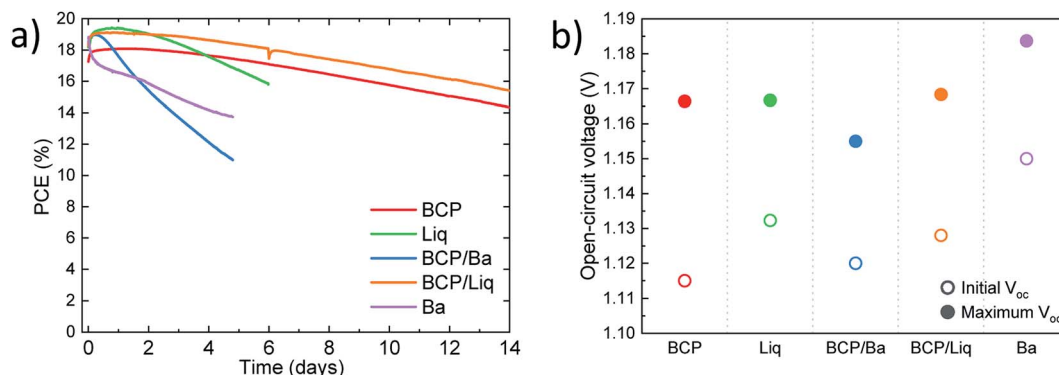 a)
PCE (%)
20
18
16
14
12
10
8
6
4
2
0
BCP
Liq
BCP/Ba
BCP/Liq
Ba
0 2 4 6 8 10 12 14
Time (days)
b)
Open-circuit voltage (V)
1.19
1.18
1.17
1.16
1.15
1.14
1.13
1.12
1.11
1.10
Initial Voc
Maximum Voc
BCP Liq BCP/Ba BCP/Liq Ba